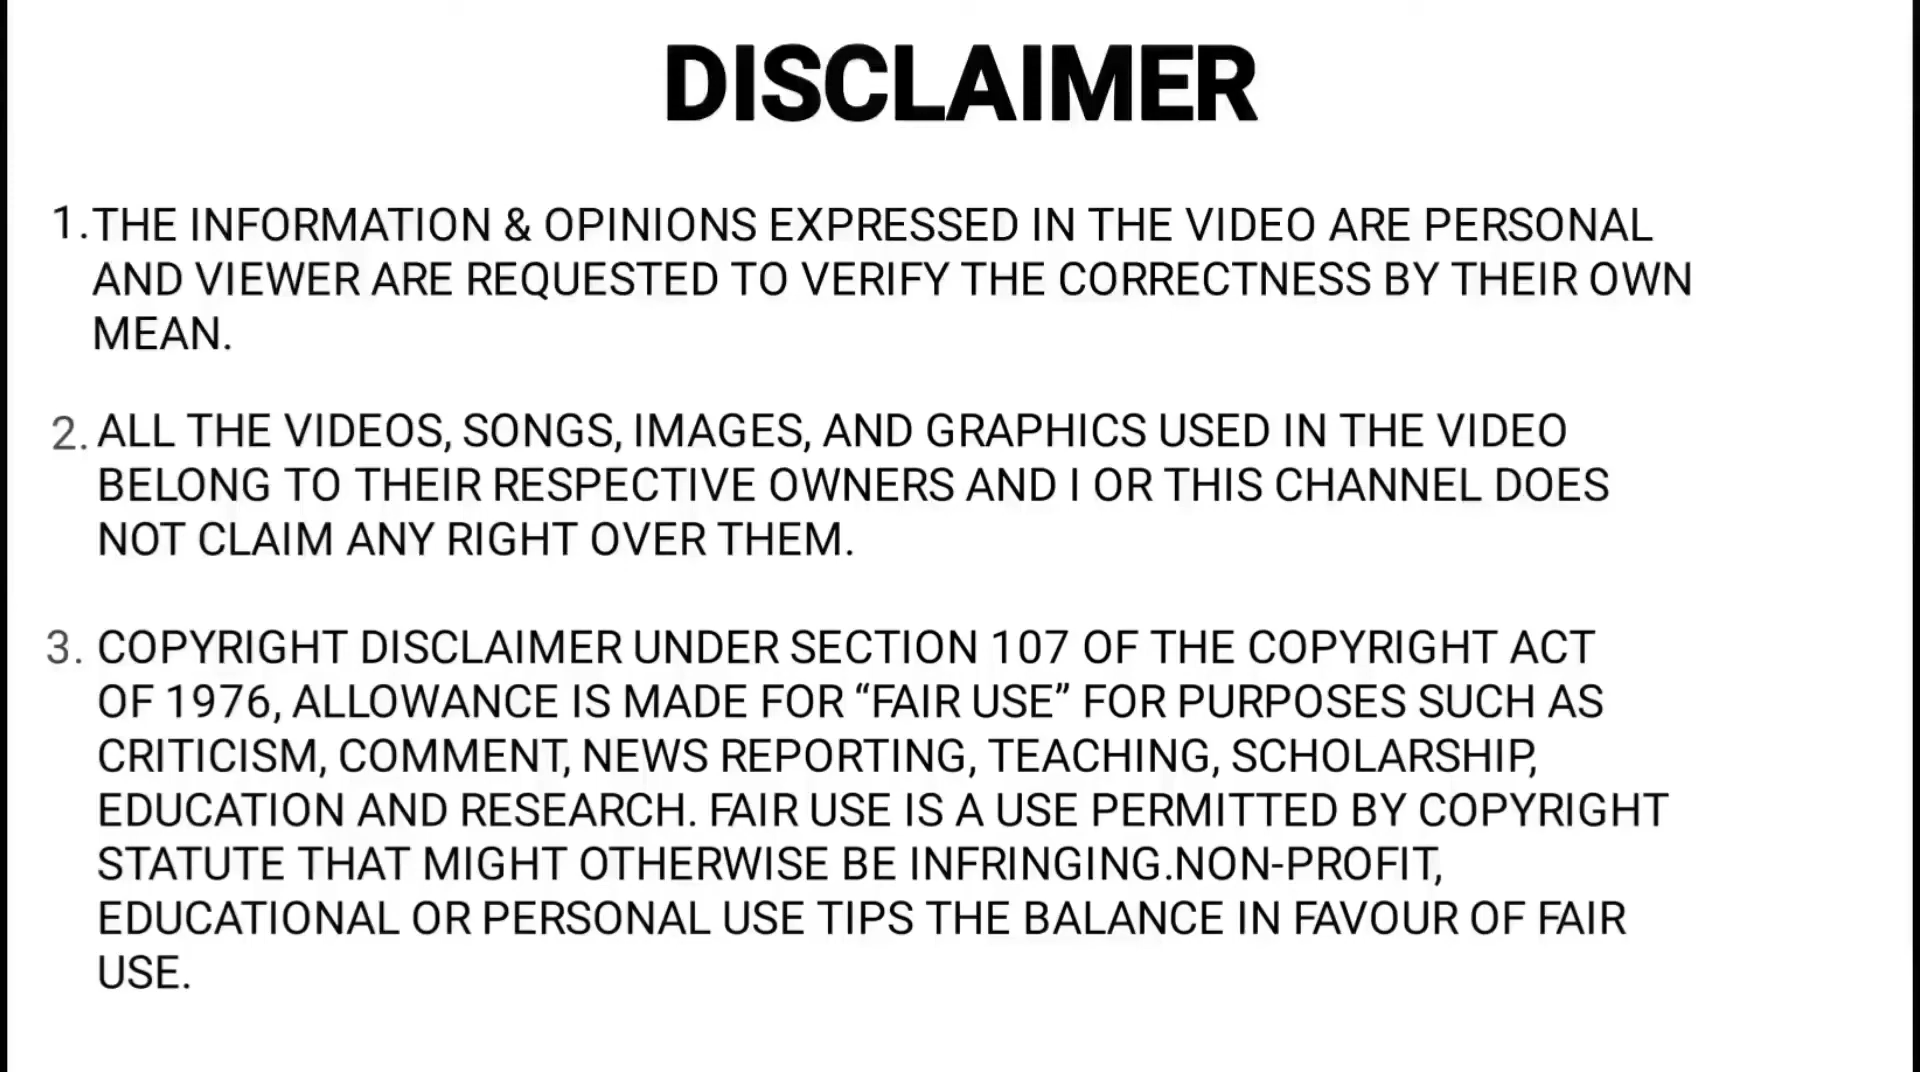 DISCLAIMER
1. THE INFORMATION & OPINIONS EXPRESSED IN THE VIDEO ARE PERSONAL
AND VIEWER ARE REQUESTED TO VERIFY THE CORRECTNESS BY THEIR OWN
MEAN.
2. ALL THE VIDEOS, SONGS, IMAGES, AND GRAPHICS USED IN THE VIDEO
BELONG TO THEIR RESPECTIVE OWNERS AND I OR THIS CHANNEL DOES
NOT CLAIM ANY RIGHT OVER THEM.
3. COPYRIGHT DISCLAIMER UNDER SECTION 107 OF THE COPYRIGHT ACT
OF 1976, ALLOWANCE IS MADE FOR “FAIR USE” FOR PURPOSES SUCH AS
CRITICISM, COMMENT, NEWS REPORTING, TEACHING, SCHOLARSHIP,
EDUCATION AND RESEARCH. FAIR USE IS A USE PERMITTED BY COPYRIGHT
STATUTE THAT MIGHT OTHERWISE BE INFRINGING.NON-PROFIT,
EDUCATIONAL OR PERSONAL USE TIPS THE BALANCE IN FAVOUR OF FAIR
USE.